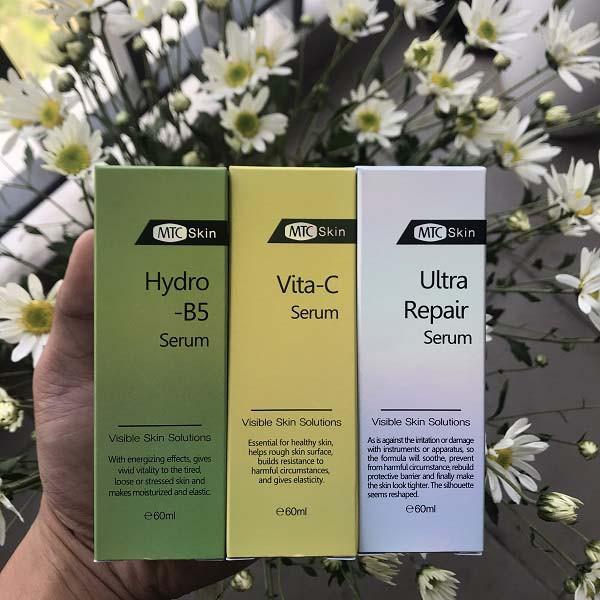 MTC Skin
Hydro
-B5
Serum
Visible Skin Solutions
With energizing effects, gives
vivid vitality to the tired,
loose or stressed skin and
makes moisturized and elastic.
℮60ml
MTC Skin
Vita-C
Serum
Visible Skin Solutions
Essential for healthy skin,
helps rough skin surface,
builds resistance to
harmful circumstances,
and gives elasticity.
℮60ml
MTC Skin
Ultra
Repair
Serum
Visible Skin Solutions
As is against the irritation or damage
with instruments or apparatus, so
the formula will soothe, prevent
from harmful circumstance, rebuild
protective barrier and finally make
the skin look tighter. The silhouette
seems reshaped.
℮60ml